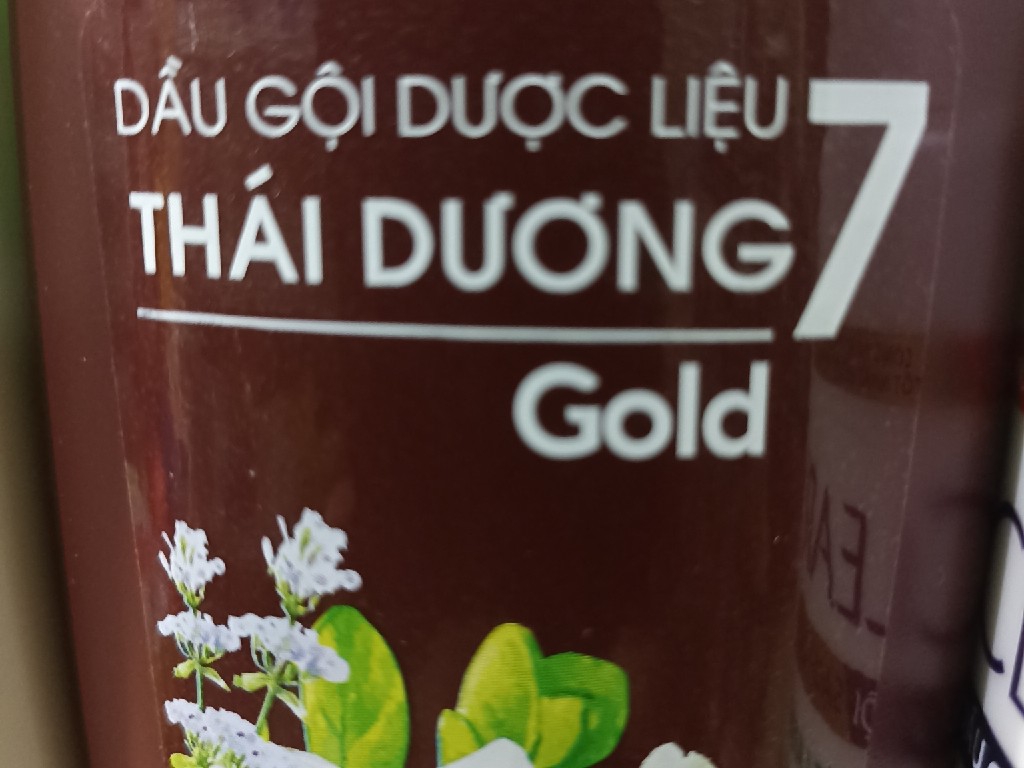 DẦU GỘI DƯỢC LIỆU
THÁI DƯƠNG 7
Gold